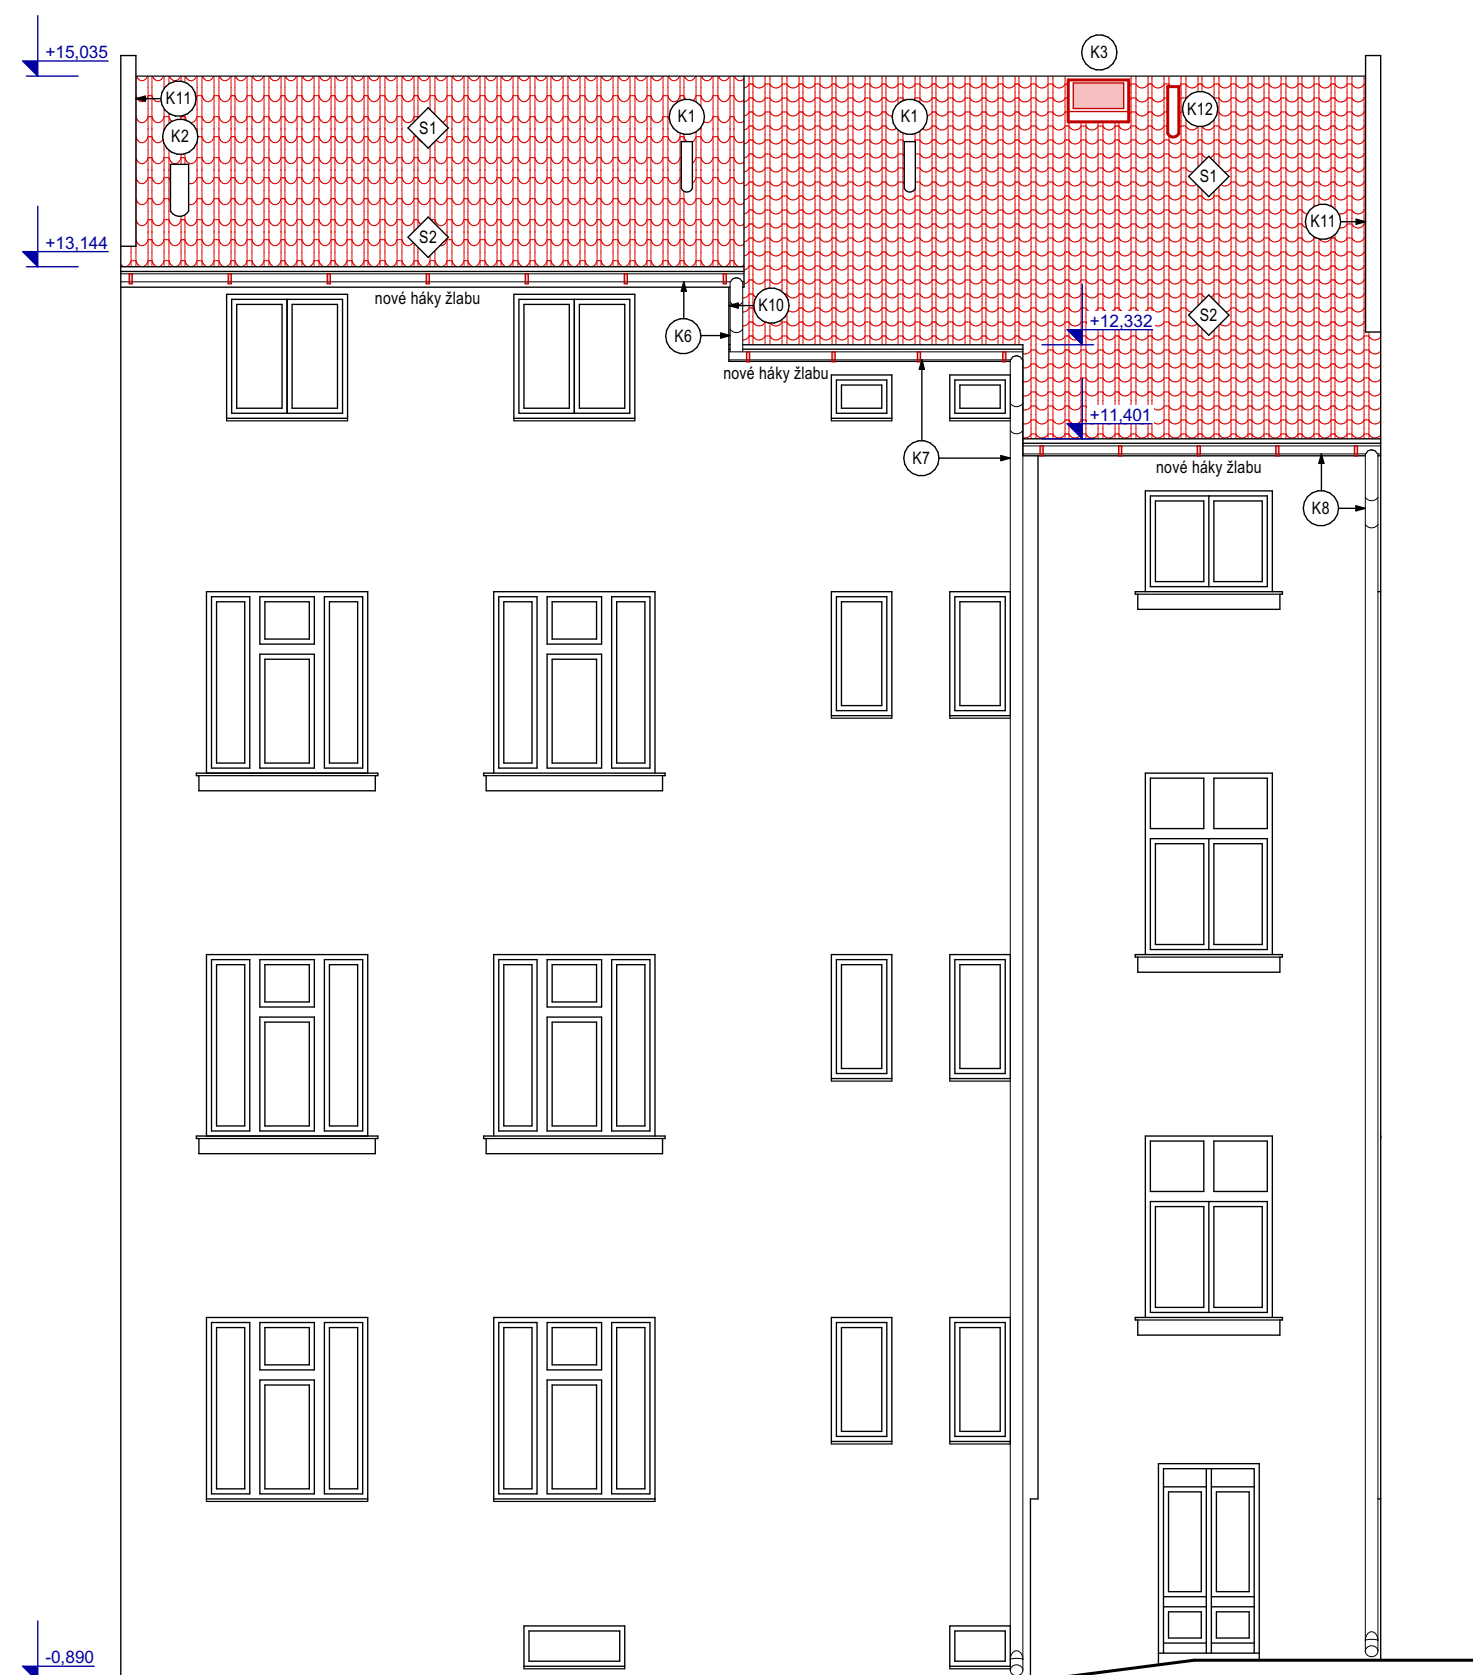 +15,035
K3
K11
K2
S1
K1
K1
K12
S1
K11
+13,144
S2
nové háky žlabu
K10
K6
S2
+12,332
nové háky žlabu
+11,401
K7
nové háky žlabu
K8
-0,890